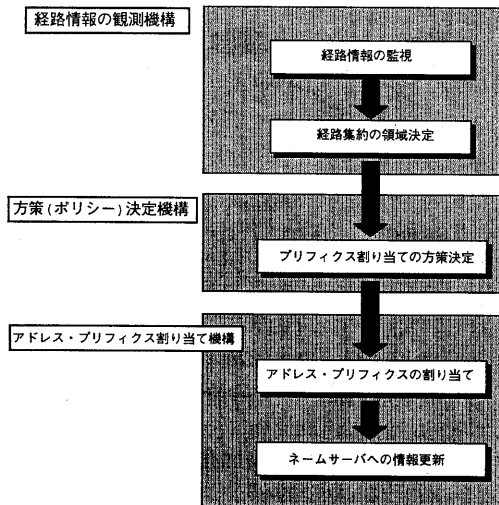 経路情報の観測機構
経路情報の監視
経路集約の領域決定
方策(ポリシー)決定機構
プリフィクス割り当ての方策決定
アドレス・プリフィクス割り当て機構
アドレス・プリフィクスの割り当て
ネームサーバへの情報更新